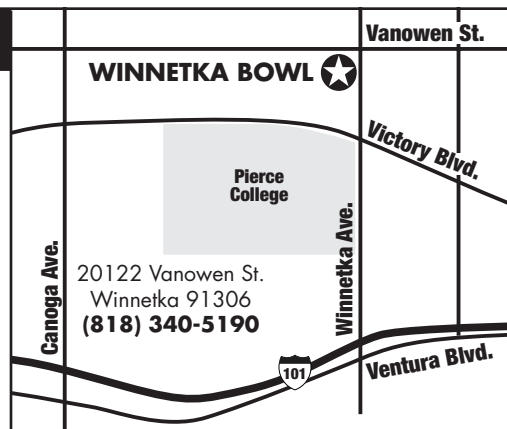 Vanowen St.
WINNETKA BOWL
Victory Blvd.
Pierce
College
Canoga Ave.
Winnetka Ave.
20122 Vanowen St.
Winnetka 91306
(818) 340-5190
101
Ventura Blvd.